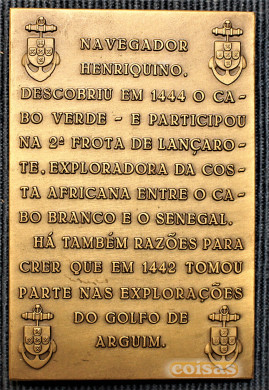 NAVEGADOR
HENRIQUINO.
DESCOBRIU EM 1444 O CA-
BO VERDE - E PARTICIPOU
NA 2ª FROTA DE LANÇARO-
TE, EXPLORADORA DA COS-
TA AFRICANA ENTRE O CA-
BO BRANCO E O SENEGAL.
HÁ TAMBÉM RAZÕES PARA
CRER QUE EM 1442 TOMOU
PARTE NAS EXPLORAÇÕES
DO GOLFO DE
ARGUIM.
coisas